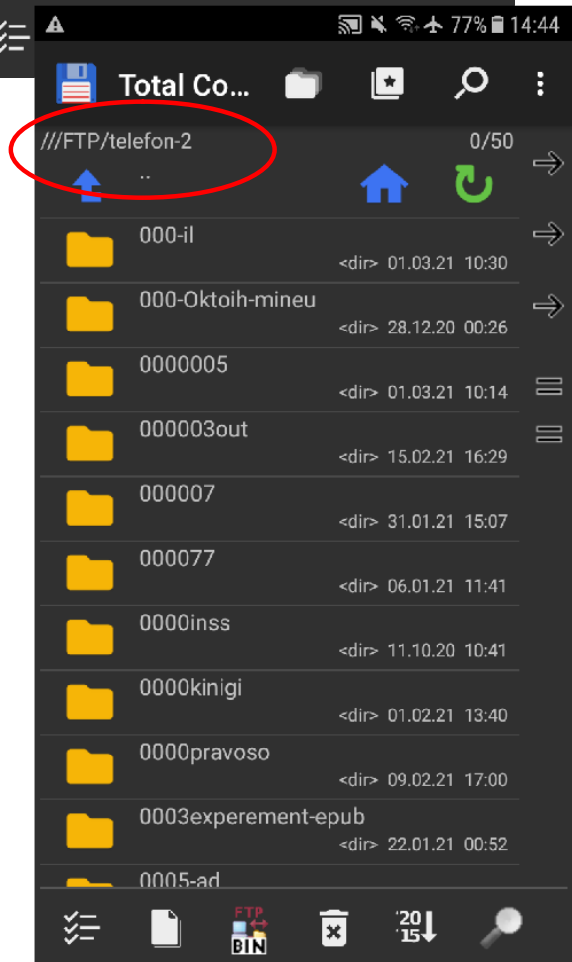 77% 14:44
Total Co...
///FTP/telefon-2 0/50
..
000-il
<dir> 01.03.21 10:30
000-Oktoih-mineu
<dir> 28.12.20 00:26
0000005
<dir> 01.03.21 10:14
000003out
<dir> 15.02.21 16:29
000007
<dir> 31.01.21 15:07
000077
<dir> 06.01.21 11:41
0000inss
<dir> 11.10.20 10:41
0000kinigi
<dir> 01.02.21 13:40
0000pravoso
<dir> 09.02.21 17:00
0003experement-epub
<dir> 22.01.21 00:52
0005-ad
FTP
BIN
'20
'15